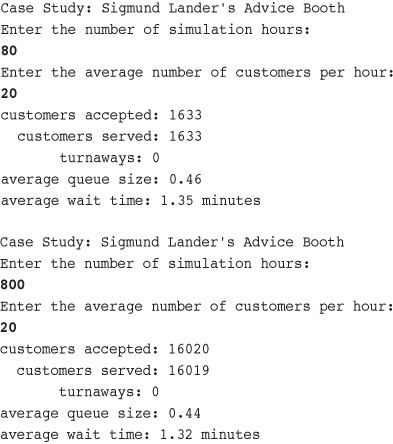 Case Study: Sigmund Lander's Advice Booth
Enter the number of simulation hours:
80
Enter the average number of customers per hour:
20
customers accepted: 1633
  customers served: 1633
         turnaways: 0
average queue size: 0.46
average wait time: 1.35 minutes

Case Study: Sigmund Lander's Advice Booth
Enter the number of simulation hours:
800
Enter the average number of customers per hour:
20
customers accepted: 16020
  customers served: 16019
         turnaways: 0
average queue size: 0.44
average wait time: 1.32 minutes